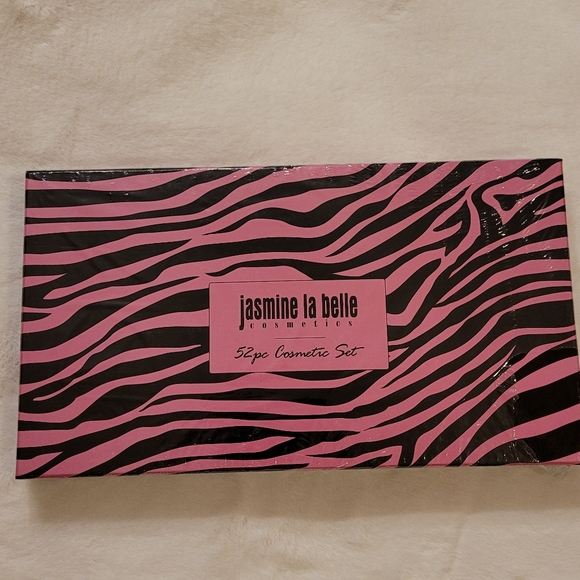 jasmine la belle
cosmetics
52pc Cosmetic Set